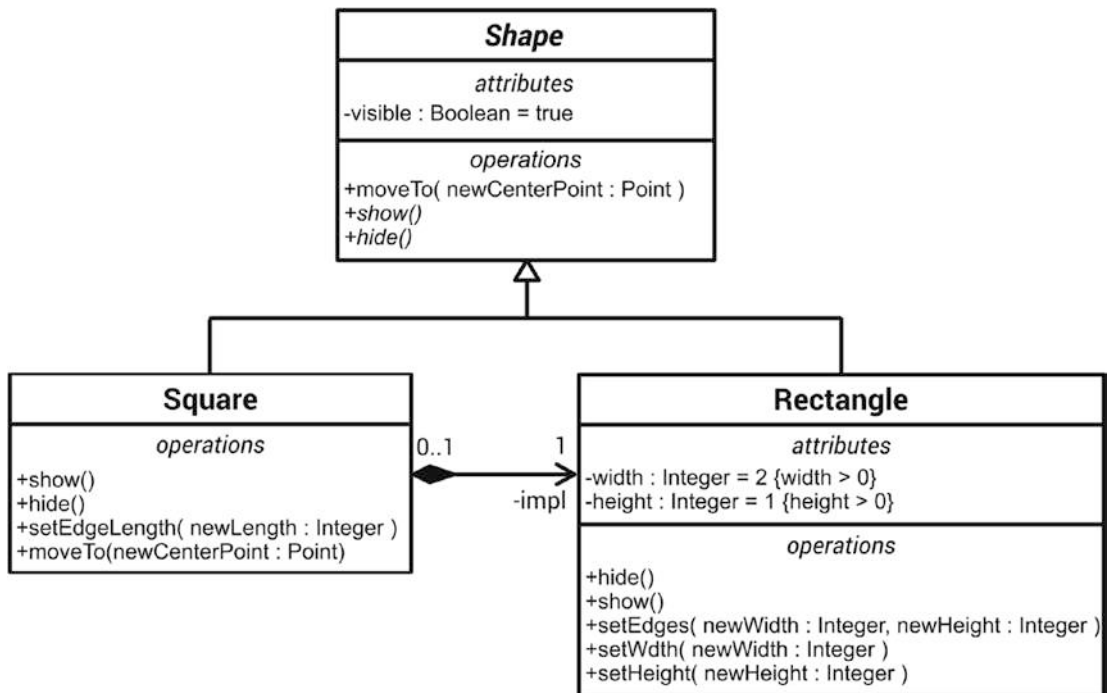 Shape
attributes
-visible : Boolean = true
operations
+moveTo( newCenterPoint : Point )
+show()
+hide()
Square
operations
+show()
+hide()
+setEdgeLength( newLength : Integer )
+moveTo(newCenterPoint : Point)
0..1
1
-impl
Rectangle
attributes
-width : Integer = 2 {width > 0}
-height : Integer = 1 {height > 0}
operations
+hide()
+show()
+setEdges( newWidth : Integer, newHeight : Integer )
+setWdth( newWidth : Integer )
+setHeight( newHeight : Integer )